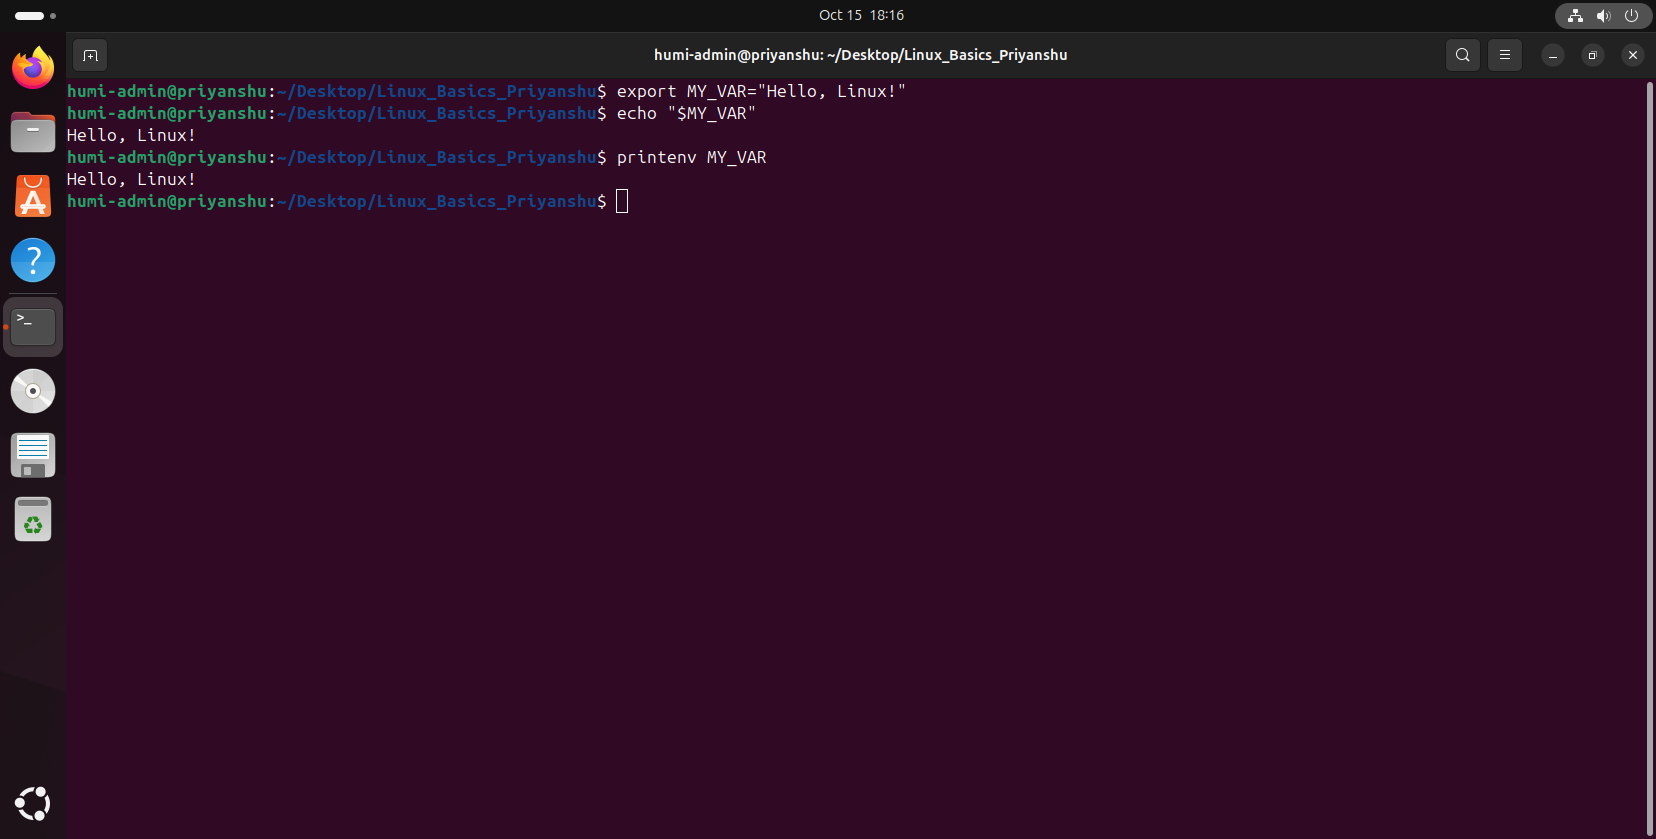 Oct 15 18:16
humi-admin@priyanshu: ~/Desktop/Linux_Basics_Priyanshu
humi-admin@priyanshu:~/Desktop/Linux_Basics_Priyanshu$ export MY_VAR="Hello, Linux!"
humi-admin@priyanshu:~/Desktop/Linux_Basics_Priyanshu$ echo "$MY_VAR"
Hello, Linux!
humi-admin@priyanshu:~/Desktop/Linux_Basics_Priyanshu$ printenv MY_VAR
Hello, Linux!
humi-admin@priyanshu:~/Desktop/Linux_Basics_Priyanshu$